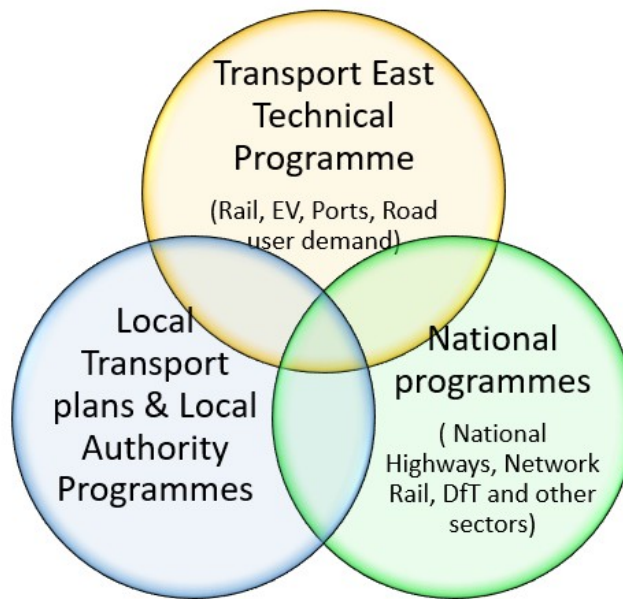 Transport East
Technical
Programme
(Rail, EV, Ports, Road
user demand)
Local
Transport
plans & Local
Authority
Programmes
National
programmes
( National
Highways, Network
Rail, DfT and other
sectors)